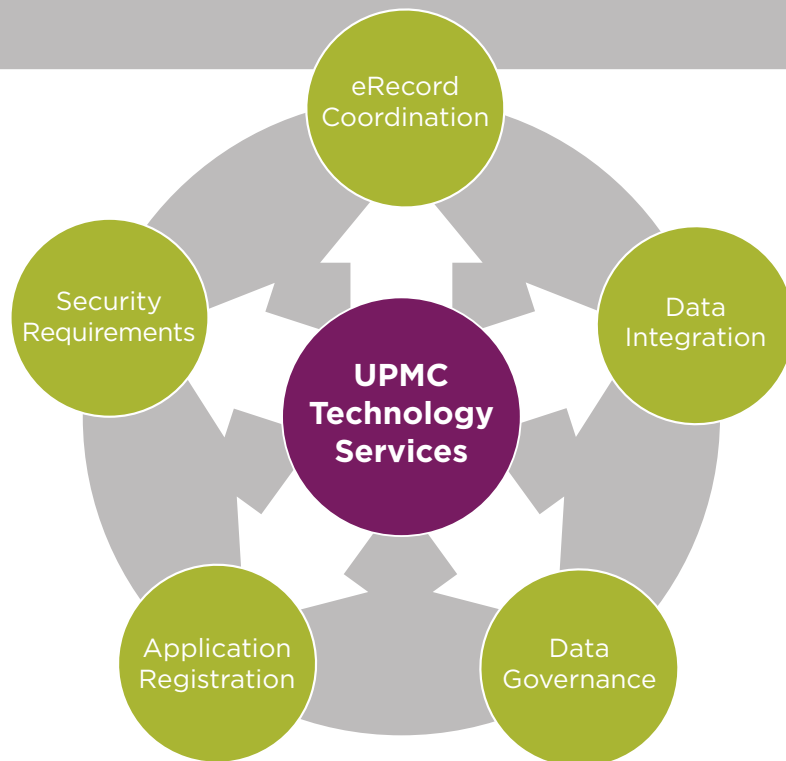 eRecord
Coordination
Security
Requirements
Data
Integration
UPMC
Technology
Services
Application
Registration
Data
Governance